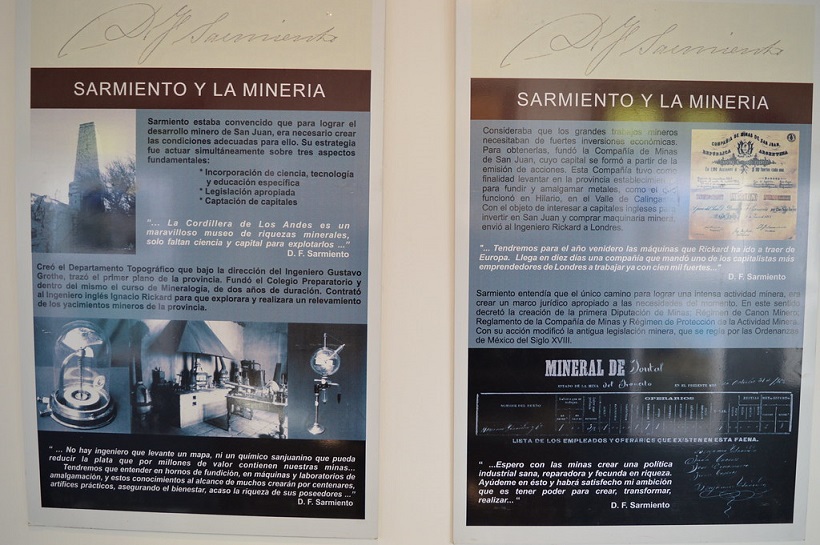 D. F. Sarmiento
SARMIENTO Y LA MINERIA
Sarmiento estaba convencido que para lograr el
desarrollo minero de San Juan, era necesario crear
las condiciones adecuadas para ello. Su estrategia
fue actuar simultáneamente sobre tres aspectos
fundamentales:
* Incorporación de ciencia, tecnología
y educación específica
* Legislación apropiada
* Captación de capitales
"... La Cordillera de Los Andes es un
maravilloso museo de riquezas minerales,
solo faltan ciencia y capital para explotarlos ..."
D. F. Sarmiento
Creó el Departamento Topográfico que bajo la dirección del Ingeniero Gustavo
Grothe, trazó el primer plano de la provincia. Fundó el Colegio Preparatorio y
dentro del mismo el curso de Mineralogía, de dos años de duración. Contrató
al Ingeniero inglés Ignacio Rickard para que explorara y realizara un relevamiento
de los yacimientos mineros de la provincia.
" ... No hay ingeniero que levante un mapa, ni un químico sanjuanino que pueda
reducir la plata que por millones de valor contienen nuestras minas...
Tendremos que entender en hornos de fundición, en máquinas y laboratorios de
amalgamación, y estos conocimientos al alcance de muchos crearán por centenares,
artífices prácticos, asegurando el bienestar, acaso la riqueza de sus poseedores ..."
D. F. Sarmiento
D. F. Sarmiento
SARMIENTO Y LA MINERIA
Consideraba que los grandes trabajos mineros
necesitaban de fuertes inversiones económicas.
Para obtenerlas, fundó la Compañía de Minas
de San Juan, cuyo capital se formó a partir de la
emisión de acciones. Esta Compañía tuvo como
finalidad levantar en la provincia establecimientos
para fundir y amalgamar metales, como el que
funcionó en Hilario, en el Valle de Calingasta.
Con el objeto de interesar a capitales ingleses para
invertir en San Juan y comprar maquinaria minera,
envió al Ingeniero Rickard a Londres.
COMPAÑIA DE MINAS DE SAN JUAN,
REPUBLICA ARGENTINA
"... Tendremos para el año venidero las máquinas que Rickard ha ido a traer de
Europa. Llega en diez días una compañía que mandó uno de los capitalistas más
emprendedores de Londres a trabajar ya con cien mil fuertes..."
D. F. Sarmiento
Sarmiento entendía que el único camino para lograr una intensa actividad minera, era
crear un marco jurídico apropiado a las necesidades del momento. En este sentido
decretó la creación de la primera Diputación de Minas, Régimen de Canon Minero,
Reglamento de la Compañía de Minas y Régimen de Protección de la Actividad Minera.
Con su acción modificó la antigua legislación minera, que se regía por las Ordenanzas
de México del Siglo XVIII.
MINERAL DE
ESTADO DE LA MINA
OPERARIOS
LISTA DE LOS EMPLEADOS Y OPERARIOS QUE EXISTEN EN ESTA FAENA.
" ...Espero con las minas crear una política
industrial sana, reparadora y fecunda en riqueza.
Ayúdeme en ésto y habrá satisfecho mi ambición
que es tener poder para crear, transformar,
realizar..."
D. F. Sarmiento